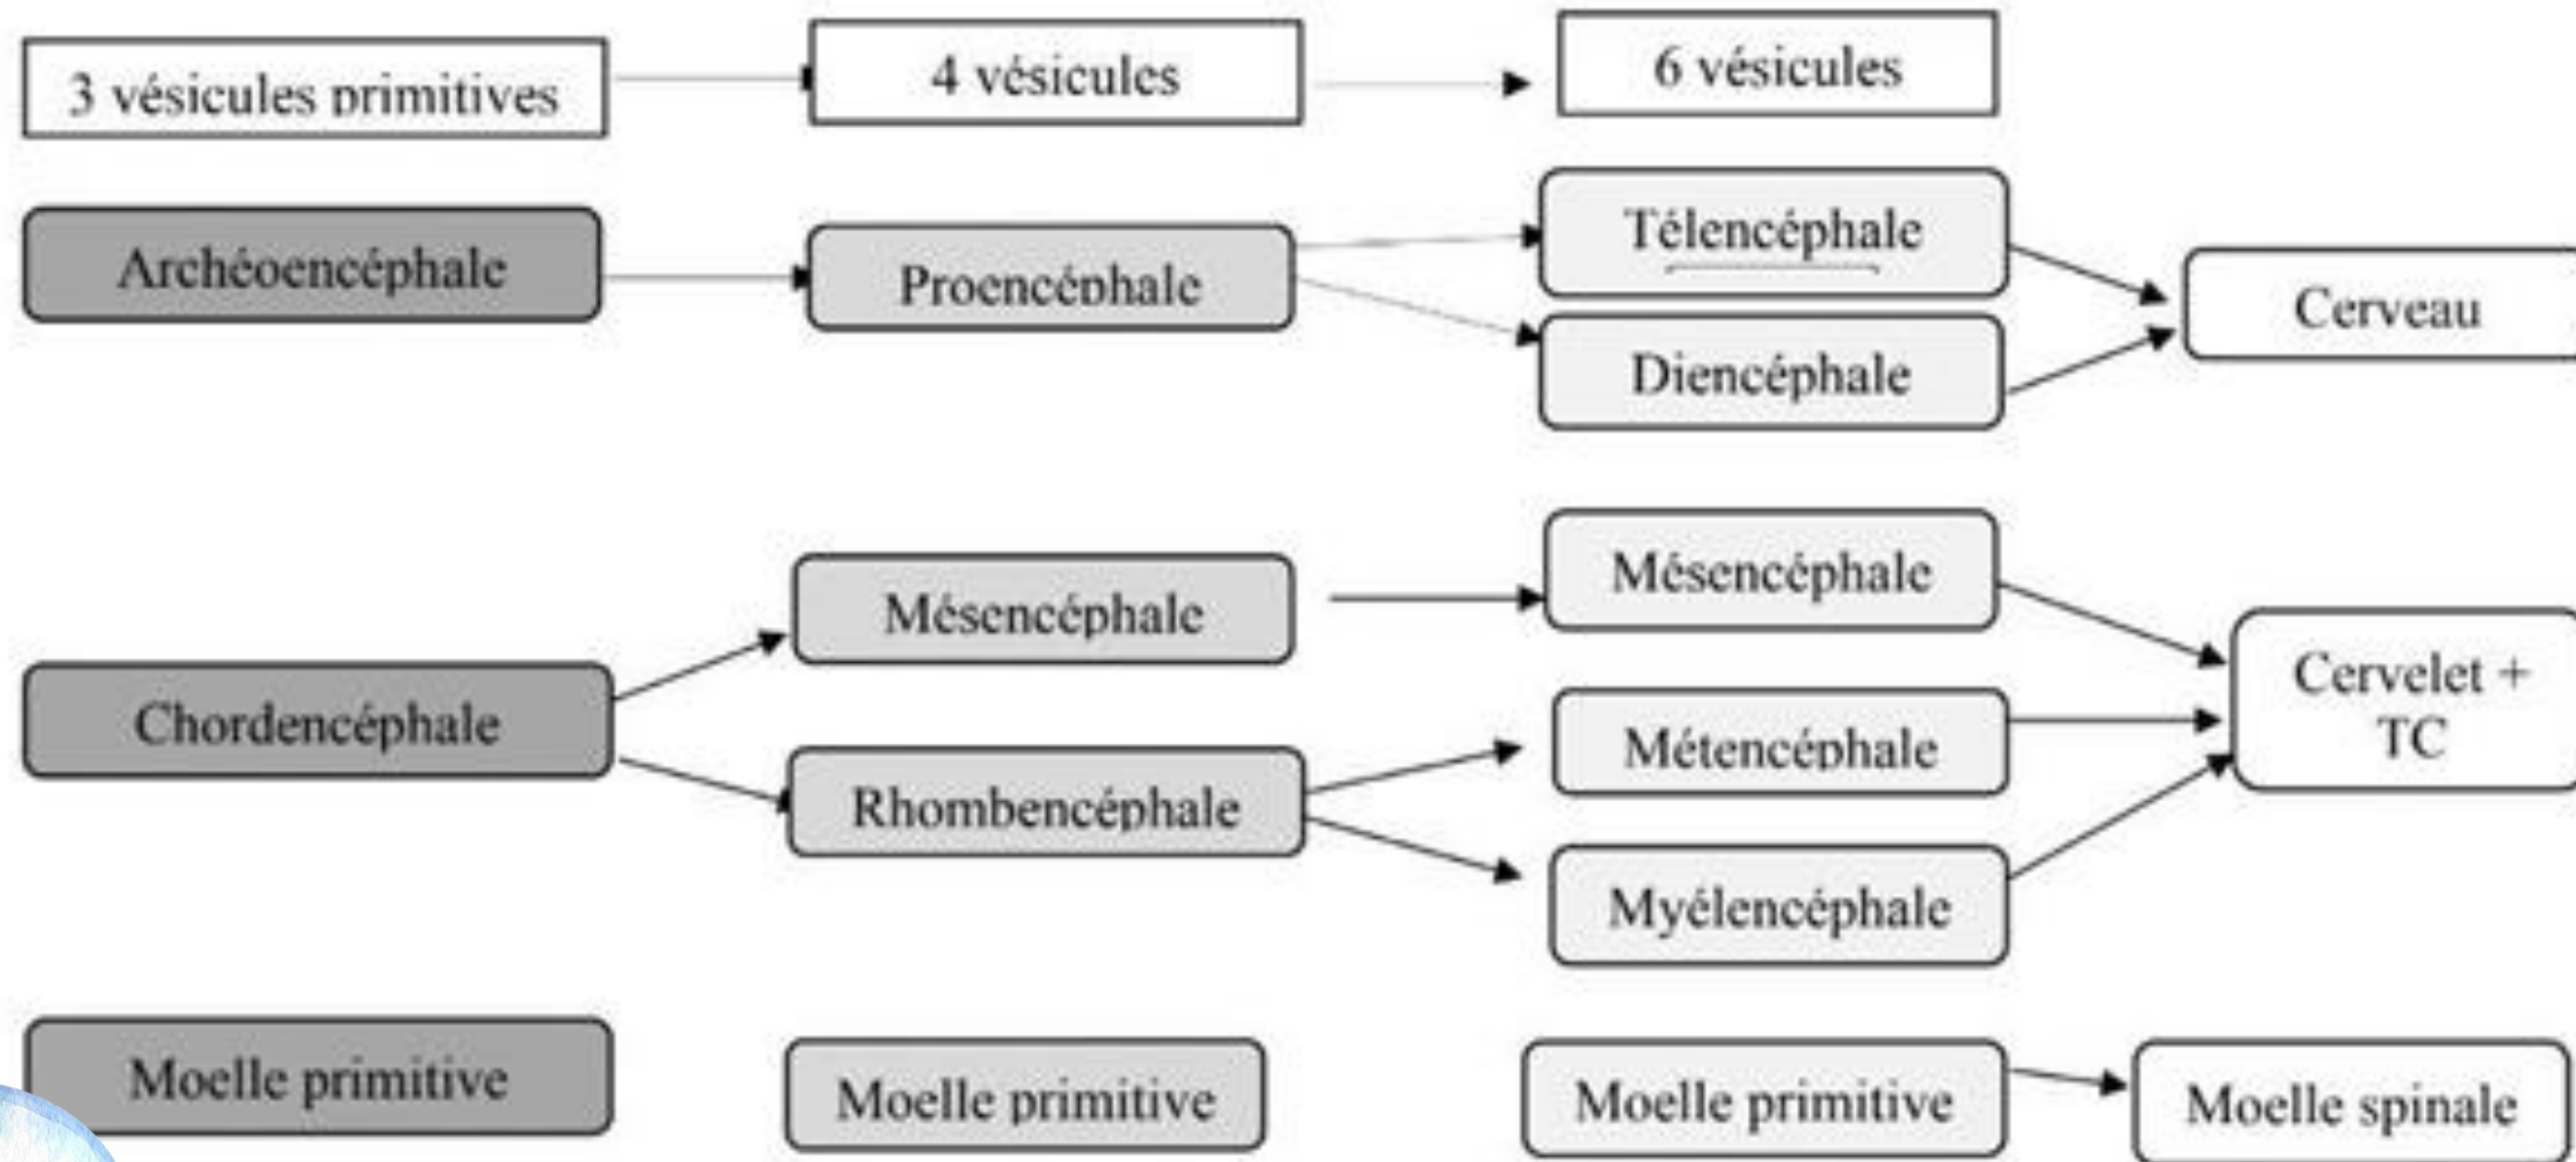 3 vésicules primitives
4 vésicules
6 vésicules
Archéoencéphale
Proencéphale
Télencéphale
Diencéphale
Cerveau
Chordencéphale
Mésencéphale
Rhombencéphale
Mésencéphale
Métencéphale
Myélencéphale
Cervelet +
TC
Moelle primitive
Moelle primitive
Moelle primitive
Moelle spinale